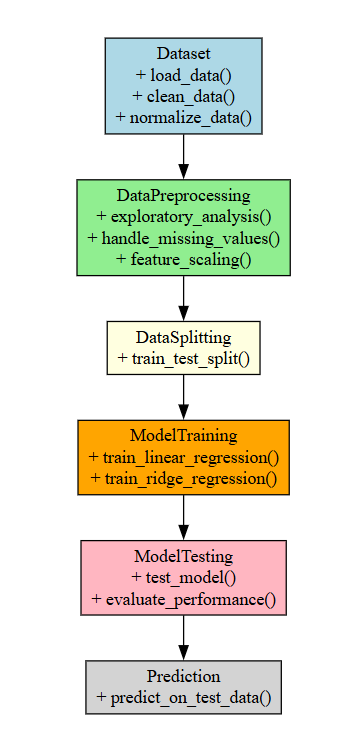 Dataset
+ load_data()
+ clean_data()
+ normalize_data()
DataPreprocessing
+ exploratory_analysis()
+ handle_missing_values()
+ feature_scaling()
DataSplitting
+ train_test_split()
ModelTraining
+ train_linear_regression()
+ train_ridge_regression()
ModelTesting
+ test_model()
+ evaluate_performance()
Prediction
+ predict_on_test_data()